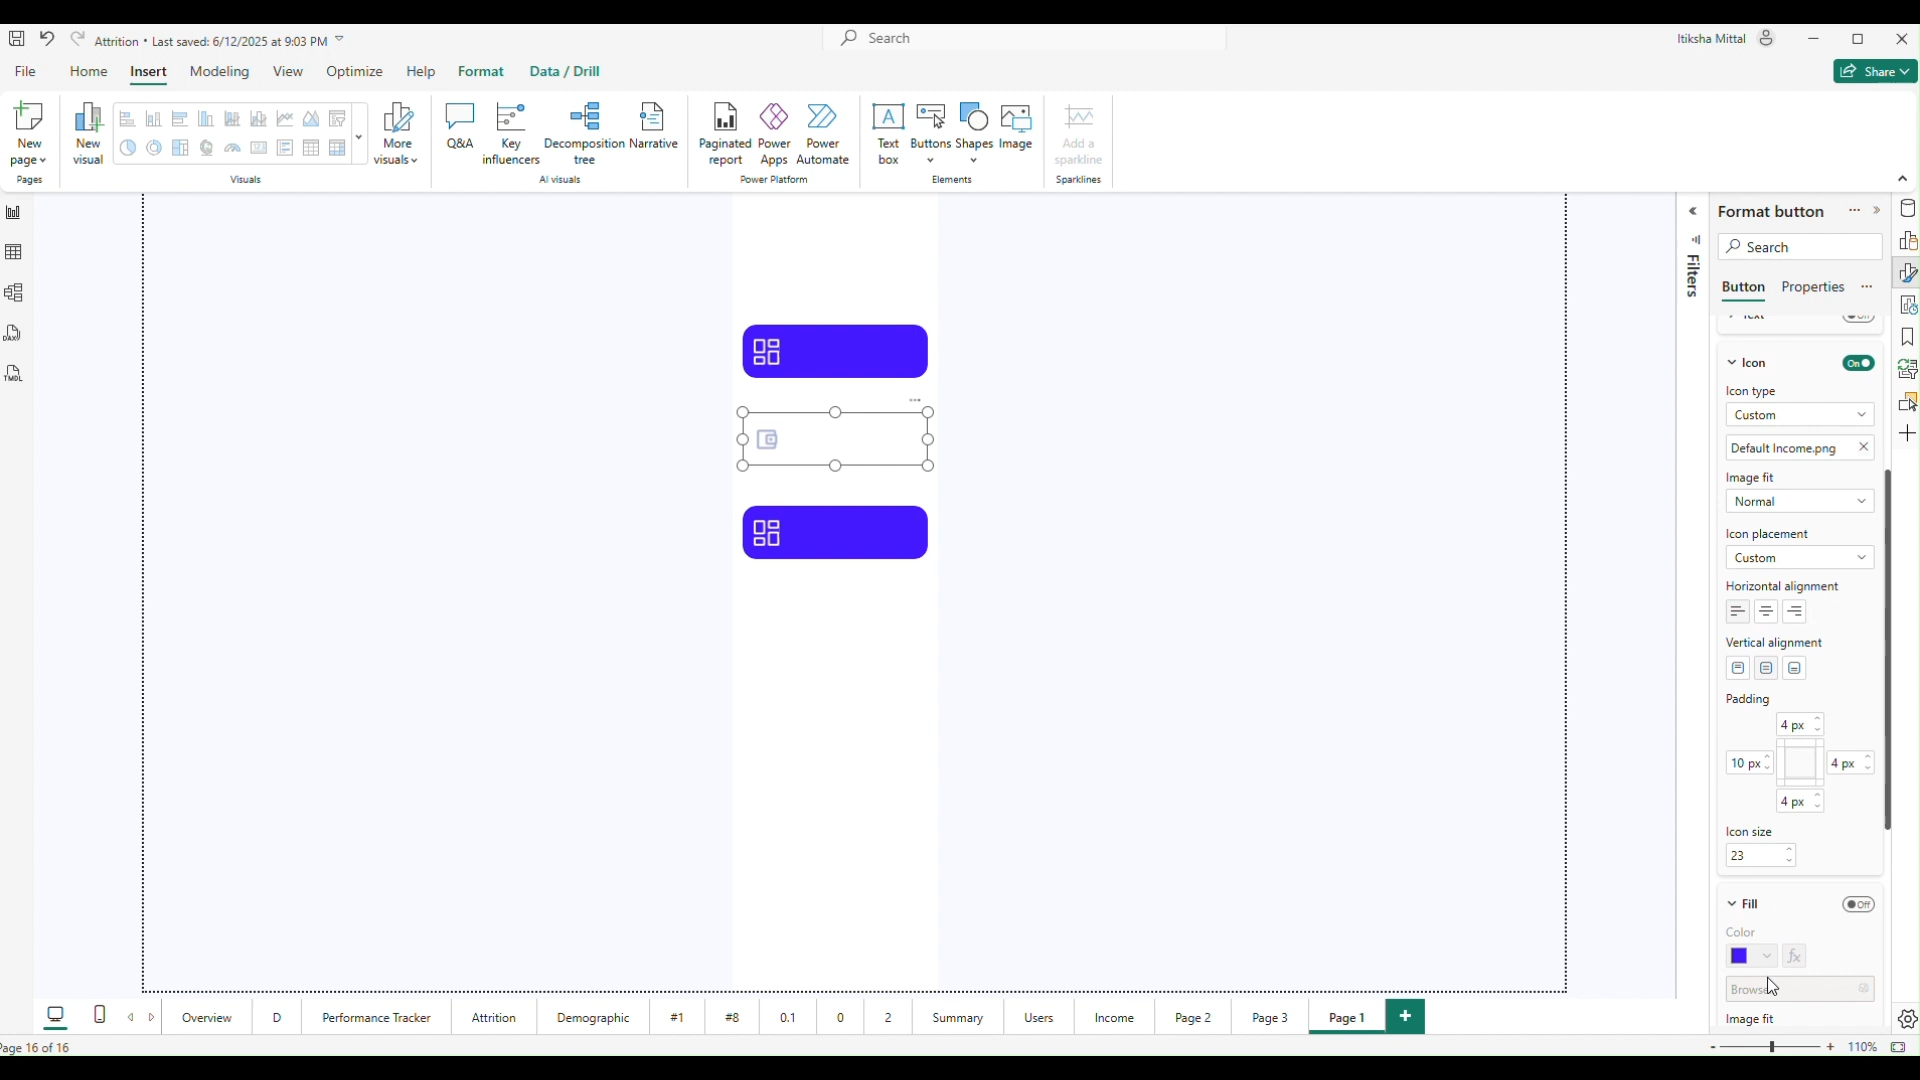 Attrition • Last saved: 6/12/2025 at 9:03 PM
Search
Itiksha Mittal
File Home Insert Modeling View Optimize Help Format Data / Drill
Share
New page
New visual
More visuals
Q&A
Key influencers
Decomposition tree
Narrative
Paginated report
Power Apps
Power Automate
Text box
Buttons
Shapes
Image
Add a sparkline
Pages
Visuals
AI visuals
Power Platform
Elements
Sparklines
DAX
TMDL
Filters
Format button
Search
Button Properties
Icon On
Icon type
Custom
Default Income.png
Image fit
Normal
Icon placement
Custom
Horizontal alignment
Vertical alignment
Padding
4 px
10 px
4 px
4 px
Icon size
23
Fill Off
Color
fx
Browse
Image fit
Overview D Performance Tracker Attrition Demographic #1 #8 0.1 0 2 Summary Users Income Page 2 Page 3 Page 1 +
Page 16 of 16
- + 110%